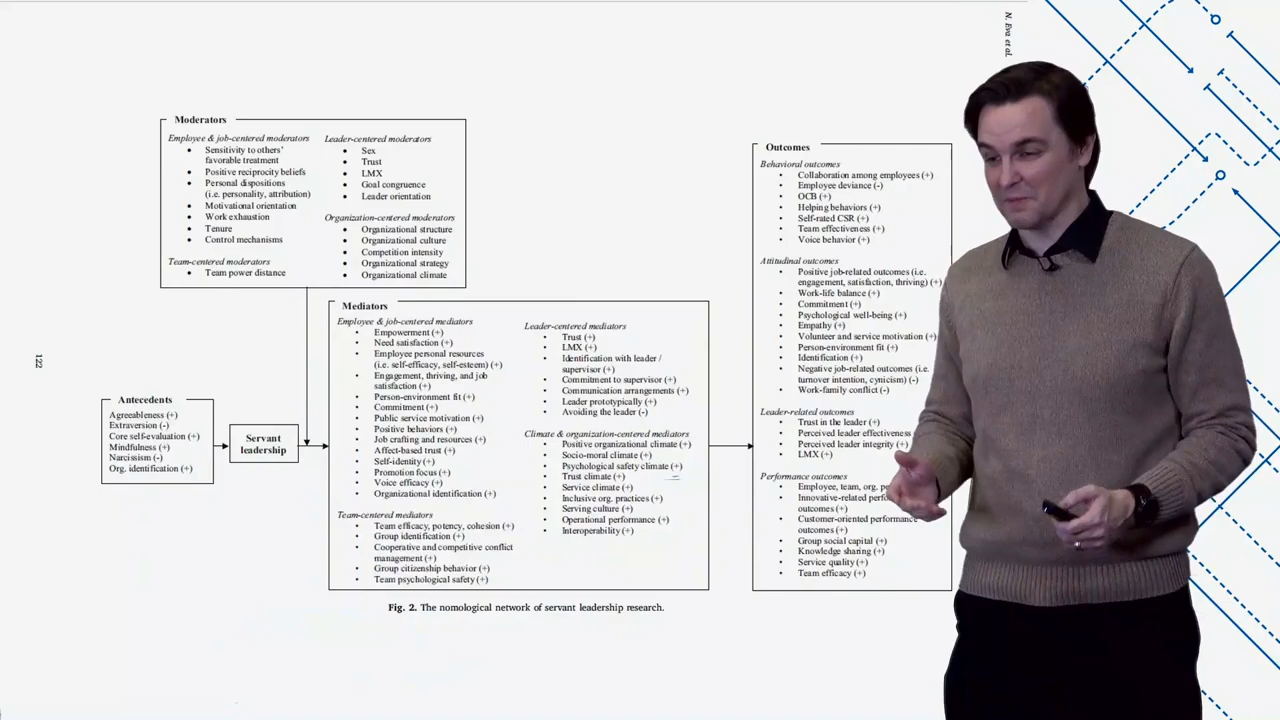 N. Eva et al.
Moderators
Employee & job-centered moderators
• Sensitivity to others'
favorable treatment
• Positive reciprocity beliefs
• Personal dispositions
(i.e. personality, attribution)
• Motivational orientation
• Work exhaustion
• Tenure
• Control mechanisms
Team-centered moderators
• Team power distance
Leader-centered moderators
• Sex
• Trust
• LMX
• Goal congruence
• Leader orientation
Organization-centered moderators
• Organizational structure
• Organizational culture
• Competition intensity
• Organizational strategy
• Organizational climate
122
Antecedents
Agreeableness (+)
Extraversion (-)
Core self-evaluation (+)
Mindfulness (+)
Narcissism (-)
Org. identification (+)
Servant
leadership
Mediators
Employee & job-centered mediators
• Empowerment (+)
• Need satisfaction (+)
• Employee personal resources
(i.e. self-efficacy, self-esteem) (+)
• Engagement, thriving, and job
satisfaction (+)
• Person-environment fit (+)
• Commitment (+)
• Public service motivation (+)
• Positive behaviors (+)
• Job crafting and resources (+)
• Affect-based trust (+)
• Self-identity (+)
• Promotion focus (+)
• Voice efficacy (+)
• Organizational identification (+)
Team-centered mediators
• Team efficacy, potency, cohesion (+)
• Group identification (+)
• Cooperative and competitive conflict
management (+)
• Group citizenship behavior (+)
• Team psychological safety (+)
Leader-centered mediators
• Trust (+)
• LMX (+)
• Identification with leader /
supervisor (+)
• Commitment to supervisor (+)
• Communication arrangements (+)
• Leader prototypically (+)
• Avoiding the leader (-)
Climate & organization-centered mediators
• Positive organizational climate (+)
• Socio-moral climate (+)
• Psychological safety climate (+)
• Trust climate (+)
• Service climate (+)
• Inclusive org. practices (+)
• Serving culture (+)
• Operational performance (+)
• Interoperability (+)
Outcomes
Behavioral outcomes
• Collaboration among employees (+)
• Employee deviance (-)
• OCB (+)
• Helping behaviors (+)
• Self-rated CSR (+)
• Team effectiveness (+)
• Voice behavior (+)
Attitudinal outcomes
• Positive job-related outcomes (i.e.
engagement, satisfaction, thriving) (+)
• Work-life balance (+)
• Commitment (+)
• Psychological well-being (+)
• Empathy (+)
• Volunteer and service motivation (+)
• Person-environment fit (+)
• Identification (+)
• Negative job-related outcomes (i.e.
turnover intention, cynicism) (-)
• Work-family conflict (-)
Leader-related outcomes
• Trust in the leader (+)
• Perceived leader effectiveness
• Perceived leader integrity (+)
• LMX (+)
Performance outcomes
• Employee, team, org.
• Innovative-related
outcomes (+)
• Customer-oriented performance
outcomes (+)
• Group social capital (+)
• Knowledge sharing (+)
• Service quality (+)
• Team efficacy (+)
Fig. 2. The nomological network of servant leadership research.